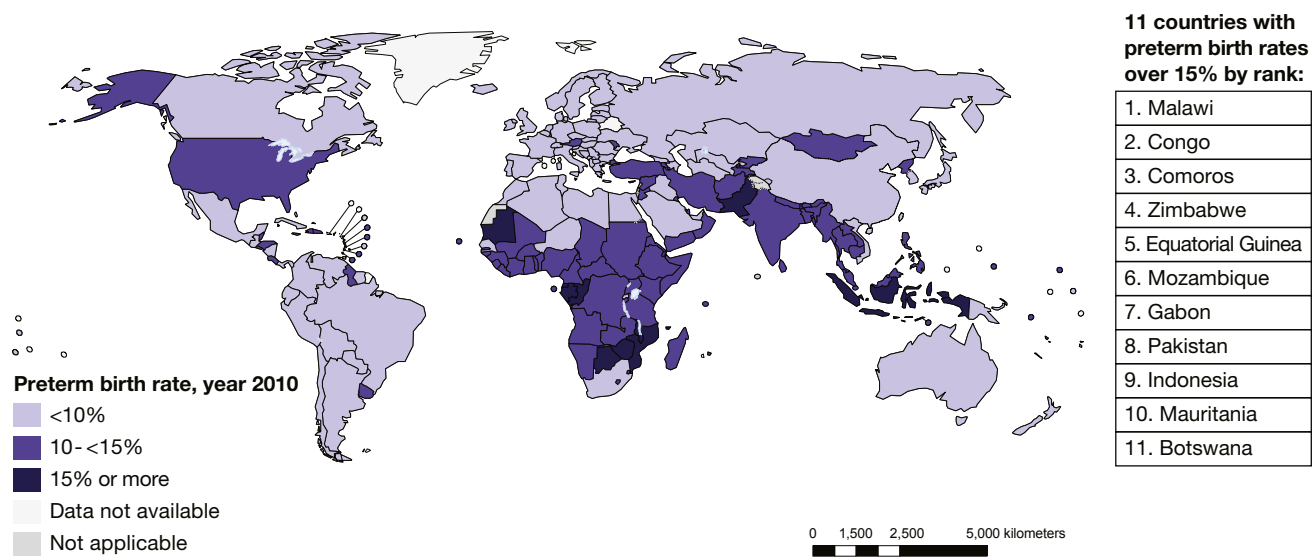 11 countries with
preterm birth rates
over 15% by rank:
1. Malawi
2. Congo
3. Comoros
4. Zimbabwe
5. Equatorial Guinea
6. Mozambique
7. Gabon
8. Pakistan
9. Indonesia
10. Mauritania
11. Botswana
Preterm birth rate, year 2010
<10%
10-<15%
15% or more
Data not available
Not applicable
0 1,500 2,500 5,000 kilometers